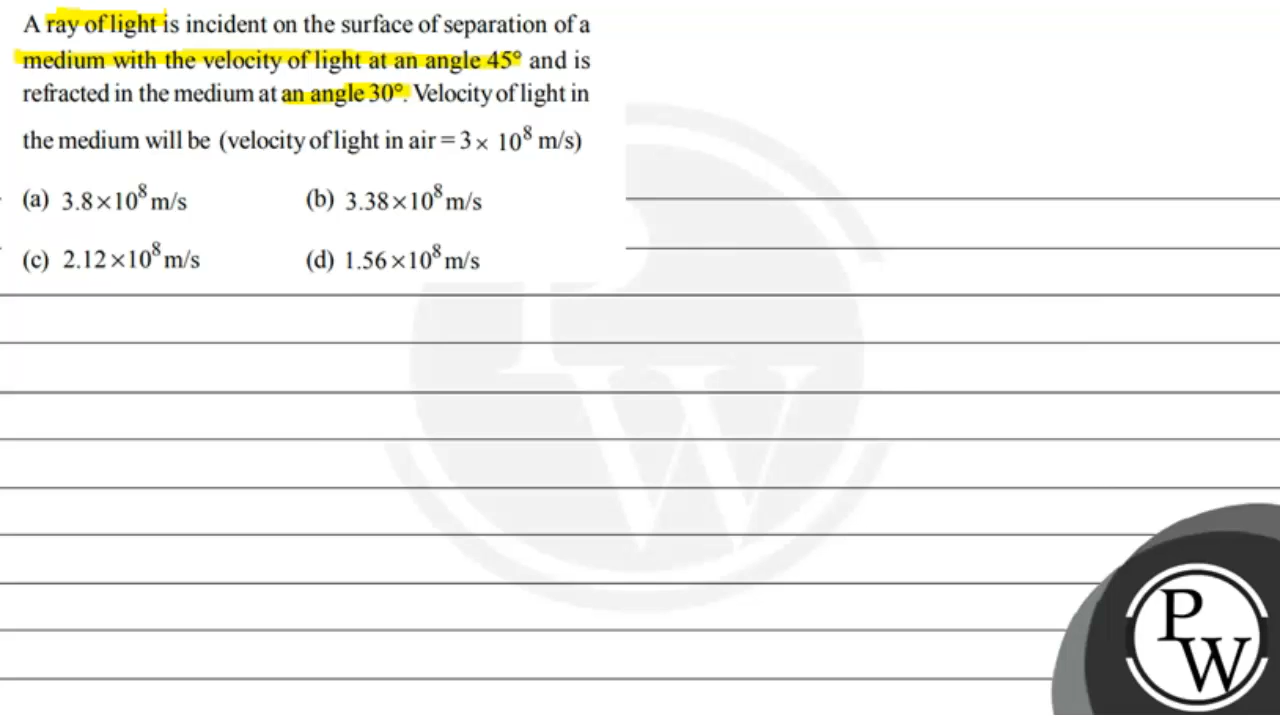 A ray of light is incident on the surface of separation of a
medium with the velocity of light at an angle 45° and is
refracted in the medium at an angle 30°. Velocity of light in
the medium will be (velocity of light in air = 3 × 10⁸ m/s)
(a) 3.8×10⁸ m/s (b) 3.38×10⁸ m/s
(c) 2.12×10⁸ m/s (d) 1.56×10⁸ m/s
PW
PW